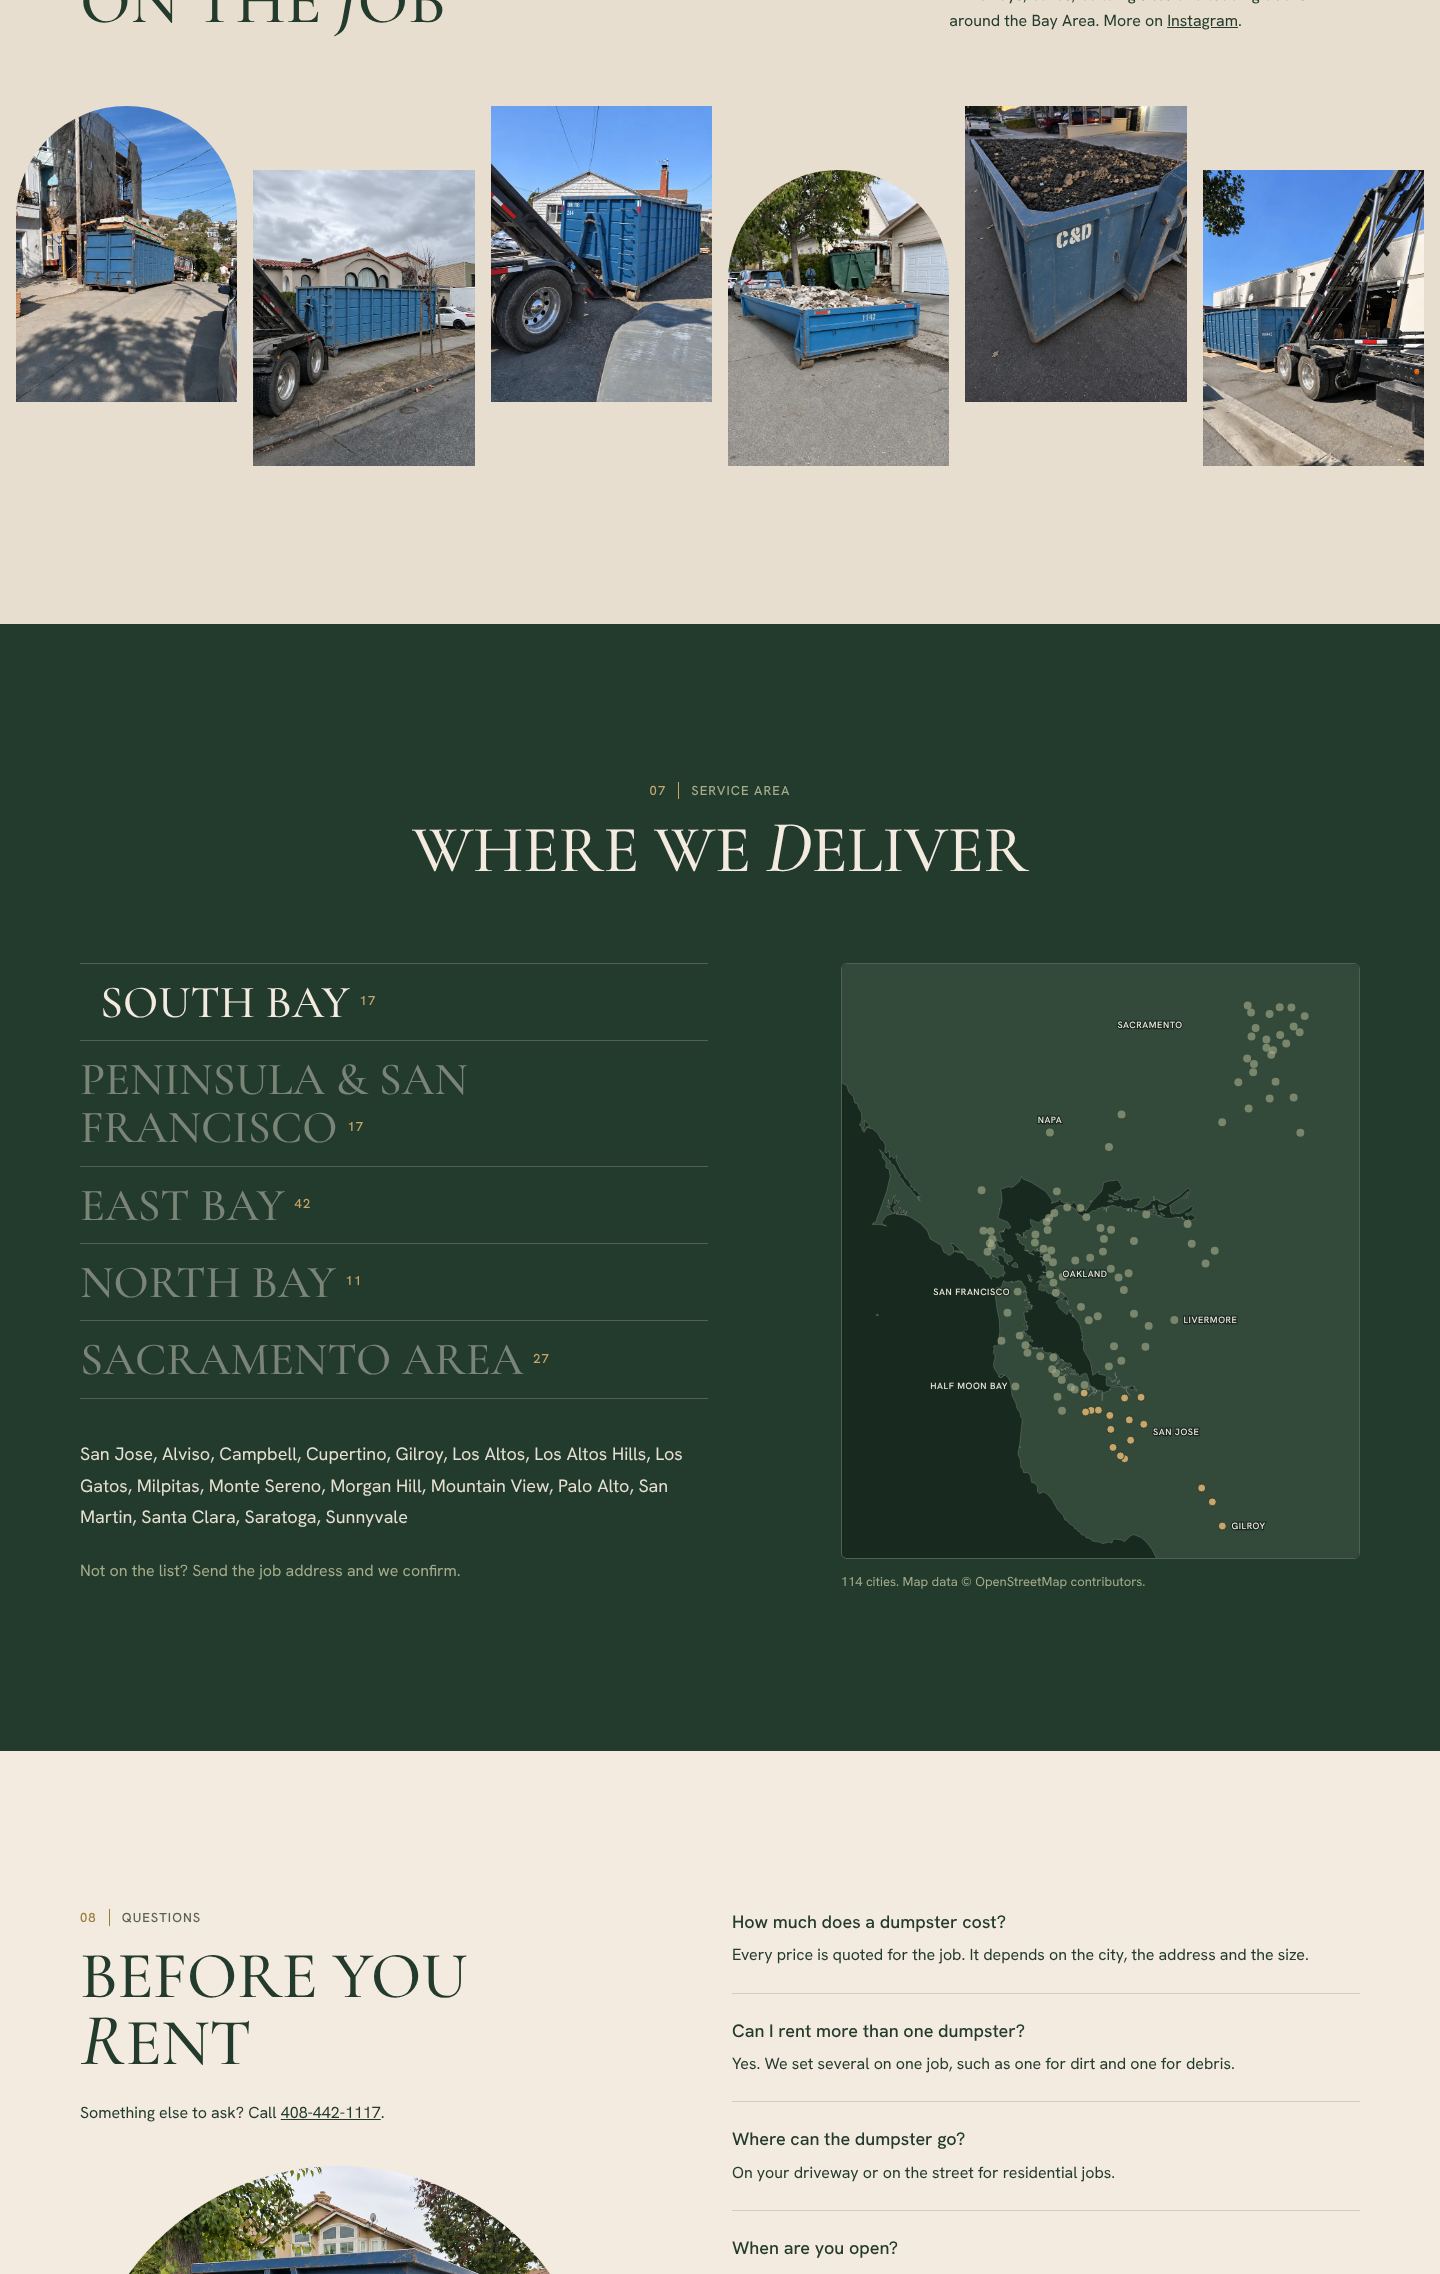 ON THE JOB
around the Bay Area. More on Instagram.
C&D
1142
07 | SERVICE AREA
WHERE WE DELIVER
SOUTH BAY 17
PENINSULA & SAN
FRANCISCO 17
EAST BAY 42
NORTH BAY 11
SACRAMENTO AREA 27
San Jose, Alviso, Campbell, Cupertino, Gilroy, Los Altos, Los Altos Hills, Los
Gatos, Milpitas, Monte Sereno, Morgan Hill, Mountain View, Palo Alto, San
Martin, Santa Clara, Saratoga, Sunnyvale
Not on the list? Send the job address and we confirm.
SACRAMENTO
NAPA
OAKLAND
SAN FRANCISCO
LIVERMORE
HALF MOON BAY
SAN JOSE
GILROY
114 cities. Map data © OpenStreetMap contributors.
08 | QUESTIONS
BEFORE YOU
RENT
Something else to ask? Call 408-442-1117.
How much does a dumpster cost?
Every price is quoted for the job. It depends on the city, the address and the size.
Can I rent more than one dumpster?
Yes. We set several on one job, such as one for dirt and one for debris.
Where can the dumpster go?
On your driveway or on the street for residential jobs.
When are you open?